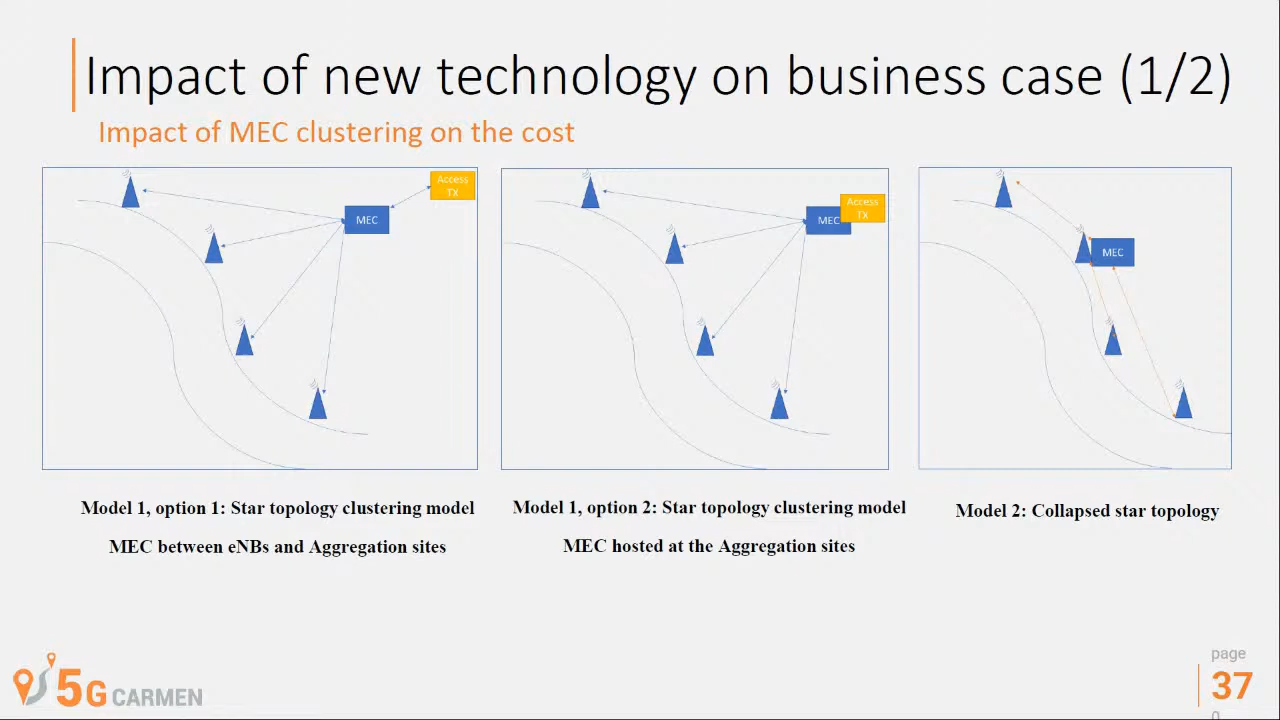 Impact of new technology on business case (1/2)
Impact of MEC clustering on the cost
Access
TX
MEC
Access
TX
MEC
MEC
Model 1, option 1: Star topology clustering model
MEC between eNBs and Aggregation sites
Model 1, option 2: Star topology clustering model
MEC hosted at the Aggregation sites
Model 2: Collapsed star topology
5G CARMEN
page
37